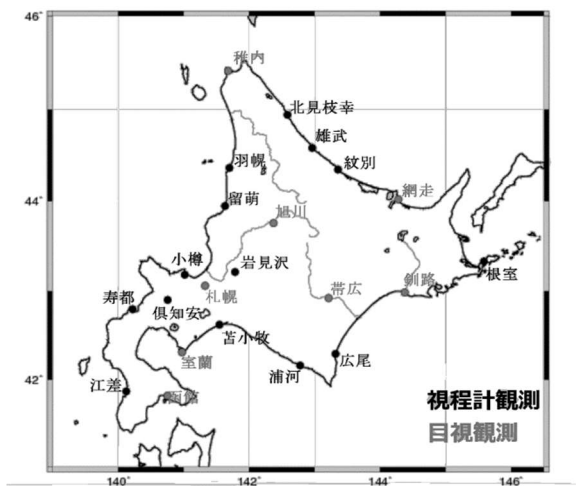 46°
稚内
北見枝幸
雄武
紋別
羽幌
網走
44°
留萌
旭川
小樽
岩見沢
札幌
根室
寿都
倶知安
帯広
釧路
苫小牧
室蘭
広尾
浦河
42°
江差
函館
視程計観測
目視観測
140°
142°
144°
146°